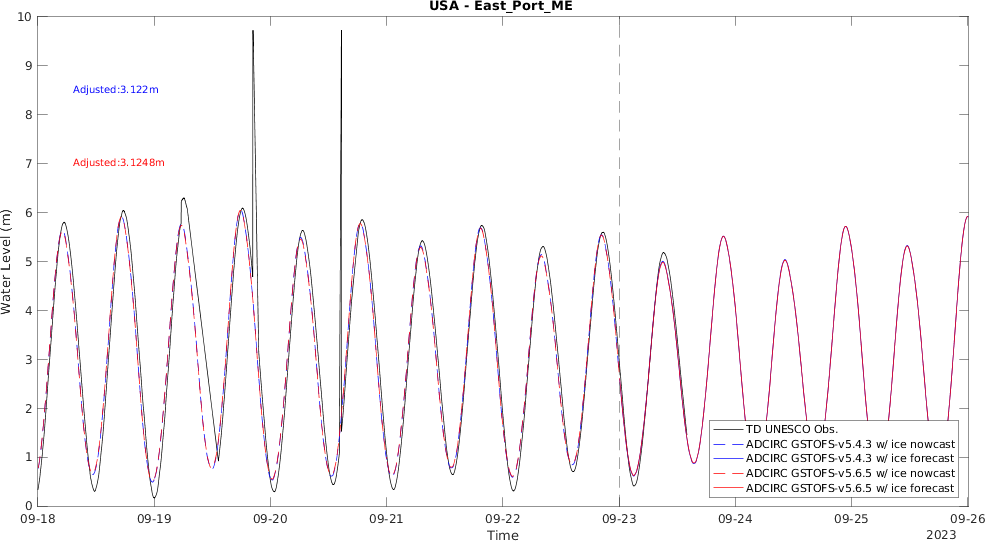 USA - East_Port_ME
10
9
8
7
6
5
4
3
2
1
0
Water Level (m)
Adjusted:3.122m
Adjusted:3.1248m
TD UNESCO Obs.
ADCIRC GSTOFS-v5.4.3 w/ ice nowcast
ADCIRC GSTOFS-v5.4.3 w/ ice forecast
ADCIRC GSTOFS-v5.6.5 w/ ice nowcast
ADCIRC GSTOFS-v5.6.5 w/ ice forecast
09-18 09-19 09-20 09-21 09-22 09-23 09-24 09-25 09-26
Time
2023